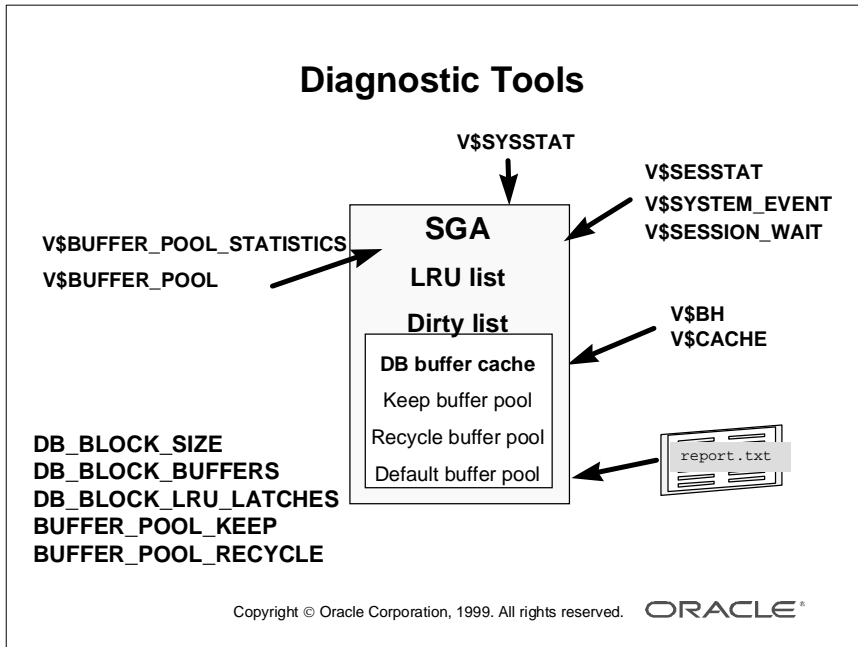 Diagnostic Tools
V$SYSSTAT
V$SESSTAT
V$SYSTEM_EVENT
V$SESSION_WAIT
V$BUFFER_POOL_STATISTICS
V$BUFFER_POOL
SGA
LRU list
Dirty list
DB buffer cache
Keep buffer pool
Recycle buffer pool
Default buffer pool
V$BH
V$CACHE
report.txt
DB_BLOCK_SIZE
DB_BLOCK_BUFFERS
DB_BLOCK_LRU_LATCHES
BUFFER_POOL_KEEP
BUFFER_POOL_RECYCLE
Copyright © Oracle Corporation, 1999. All rights reserved. ORACLE®